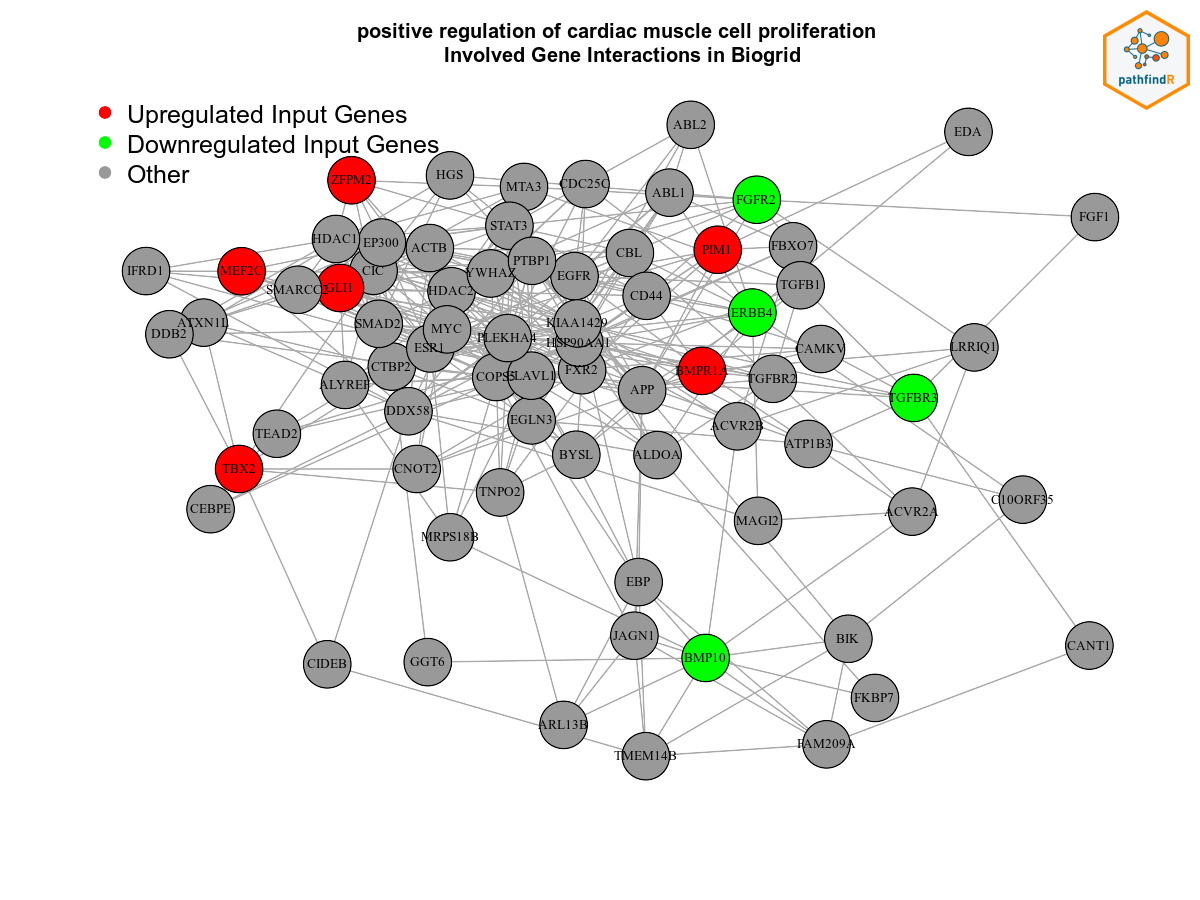 positive regulation of cardiac muscle cell proliferation
Involved Gene Interactions in Biogrid
pathfindR
Upregulated Input Genes
Downregulated Input Genes
Other
ABL2
EDA
ZFPM2
HGS
MTA3
CDC25C
ABL1
FGFR2
FGF1
STAT3
HDAC1
EP300
ACTB
CBL
PIM1
FBXO7
IFRD1
MEF2C
CIC
YWHAZ
PTBP1
EGFR
TGFB1
SMARCC
GLI1
HDAC2
CD44
ERBB4
DDB2
ATXN1L
SMAD2
MYC
KIAA1429
PLEKHA4
HSP90AA1
ESR1
CAMKV
LRRIQ1
CTBP2
ALYREF
COPS5
ELAVL1
FXR2
APP
BMPR1A
TGFBR2
TGFBR3
DDX58
EGLN3
ACVR2B
TEAD2
ATP1B3
TBX2
CNOT2
BYSL
ALDOA
TNPO2
C10ORF35
CEBPE
MAGI2
ACVR2A
MRPS18B
EBP
JAGN1
BIK
CANT1
CIDEB
GGT6
BMP10
FKBP7
ARL13B
TMEM14B
FAM209A